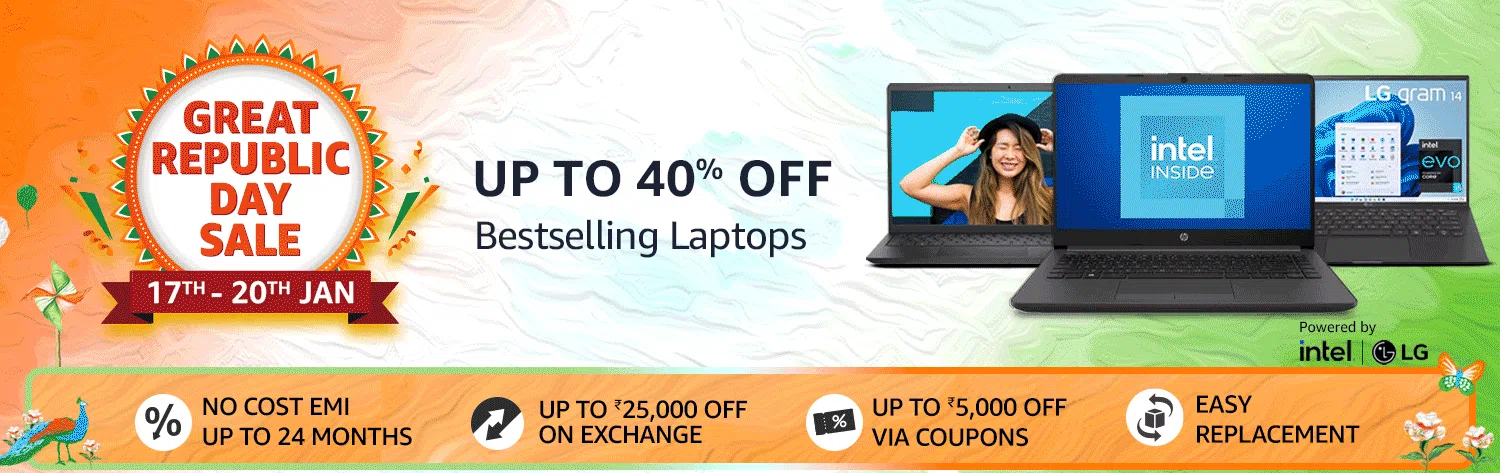 GREAT
REPUBLIC
DAY
SALE
17TH - 20TH JAN
UP TO 40% OFF
Bestselling Laptops
intel
INSIDE
hp
LG gram 14
intel
evo
CORE
Powered by
intel | LG
%
NO COST EMI
UP TO 24 MONTHS
UP TO ₹25,000 OFF
ON EXCHANGE
%
UP TO ₹5,000 OFF
VIA COUPONS
EASY
REPLACEMENT